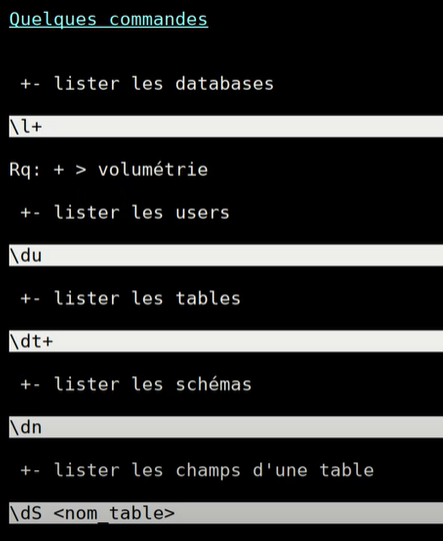 Quelques commandes
+- lister les databases
\l+
Rq: + > volumétrie
+- lister les users
\du
+- lister les tables
\dt+
+- lister les schémas
\dn
+- lister les champs d'une table
\dS <nom_table>